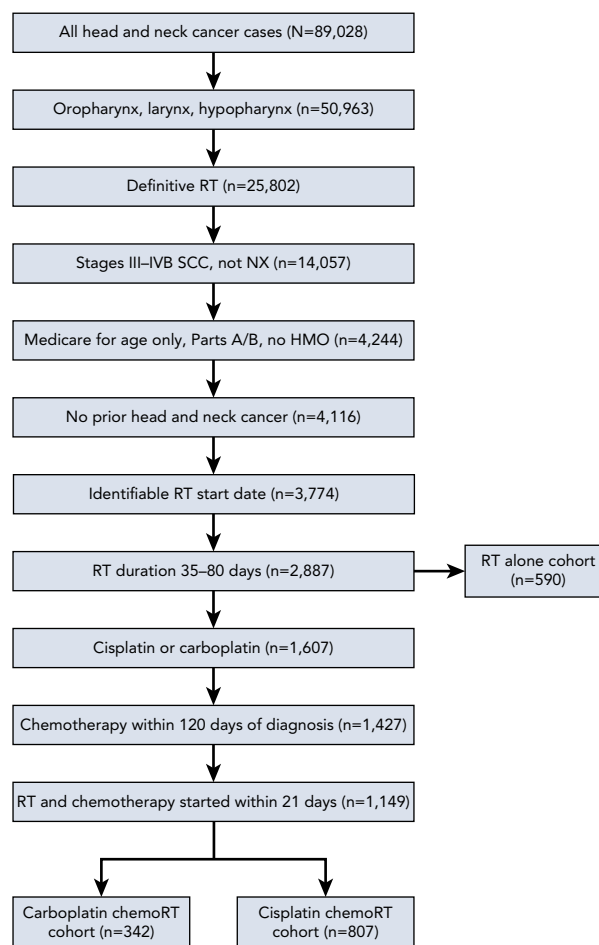 All head and neck cancer cases (N=89,028)
Oropharynx, larynx, hypopharynx (n=50,963)
Definitive RT (n=25,802)
Stages III–IVB SCC, not NX (n=14,057)
Medicare for age only, Parts A/B, no HMO (n=4,244)
No prior head and neck cancer (n=4,116)
Identifiable RT start date (n=3,774)
RT duration 35–80 days (n=2,887)
RT alone cohort
(n=590)
Cisplatin or carboplatin (n=1,607)
Chemotherapy within 120 days of diagnosis (n=1,427)
RT and chemotherapy started within 21 days (n=1,149)
Carboplatin chemoRT
cohort (n=342)
Cisplatin chemoRT
cohort (n=807)